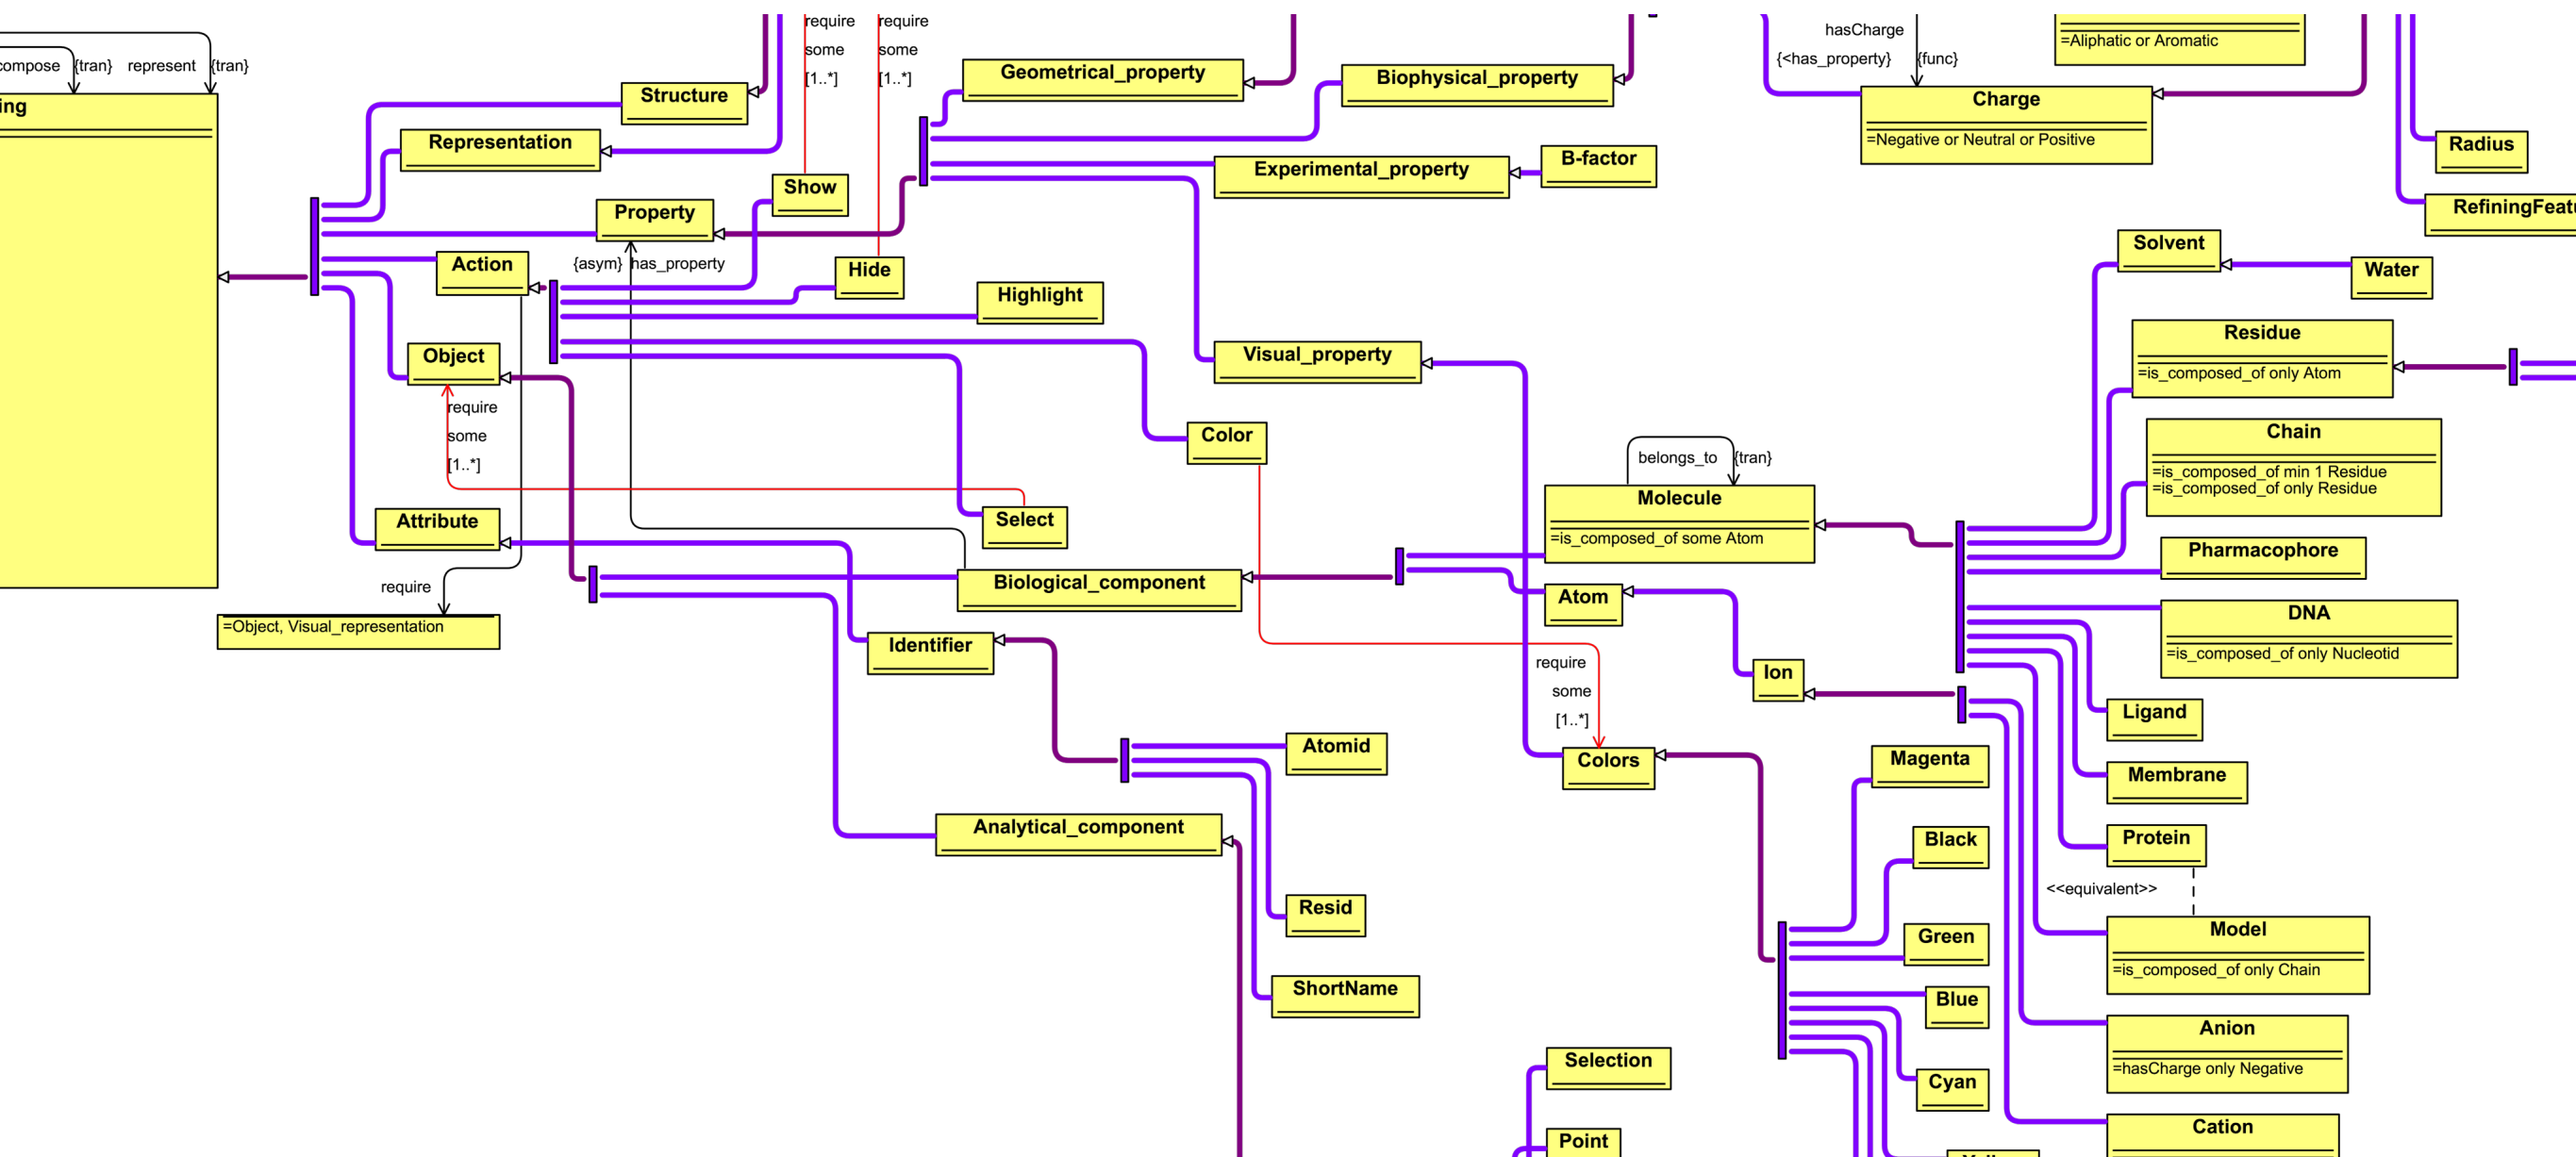 compose
{tran}
represent
{tran}
ing
Structure
Representation
require
some
[1..*]
require
some
[1..*]
Show
Property
{asym}
has_property
Action
Hide
Highlight
Object
require
some
[1..*]
Attribute
require
=Object, Visual_representation
Geometrical_property
Biophysical_property
Experimental_property
B-factor
Visual_property
Color
Select
Biological_component
Identifier
Atomid
Analytical_component
Resid
ShortName
hasCharge
{<has_property}
{func}
=Aliphatic or Aromatic
Charge
=Negative or Neutral or Positive
Radius
Solvent
Water
Residue
=is_composed_of only Atom
Chain
=is_composed_of min 1 Residue
=is_composed_of only Residue
belongs_to
{tran}
Molecule
=is_composed_of some Atom
Pharmacophore
Atom
DNA
=is_composed_of only Nucleotid
Ion
require
some
[1..*]
Colors
Ligand
Magenta
Membrane
Black
Protein
<<equivalent>>
Green
Model
=is_composed_of only Chain
Blue
Anion
=hasCharge only Negative
Cyan
Selection
Cation
Point